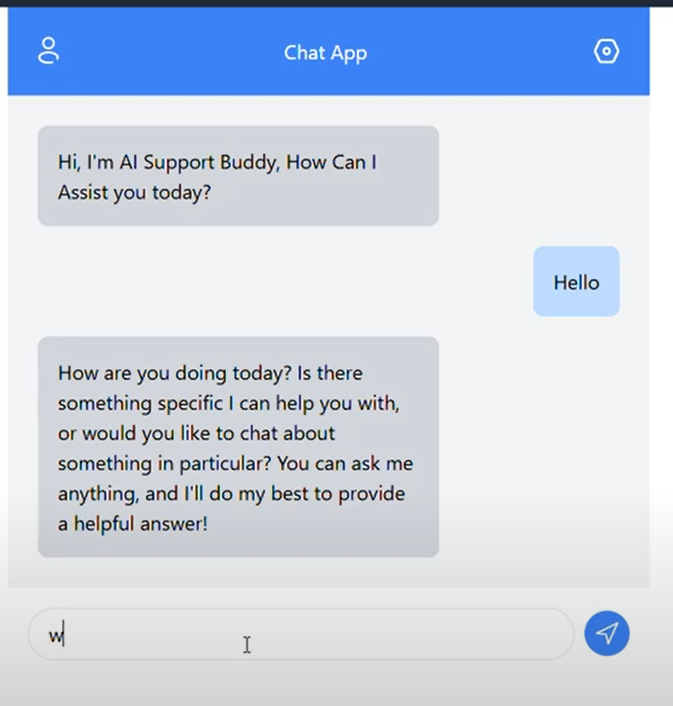 Chat App
Hi, I'm AI Support Buddy, How Can I
Assist you today?
Hello
How are you doing today? Is there
something specific I can help you with,
or would you like to chat about
something in particular? You can ask me
anything, and I'll do my best to provide
a helpful answer!
w